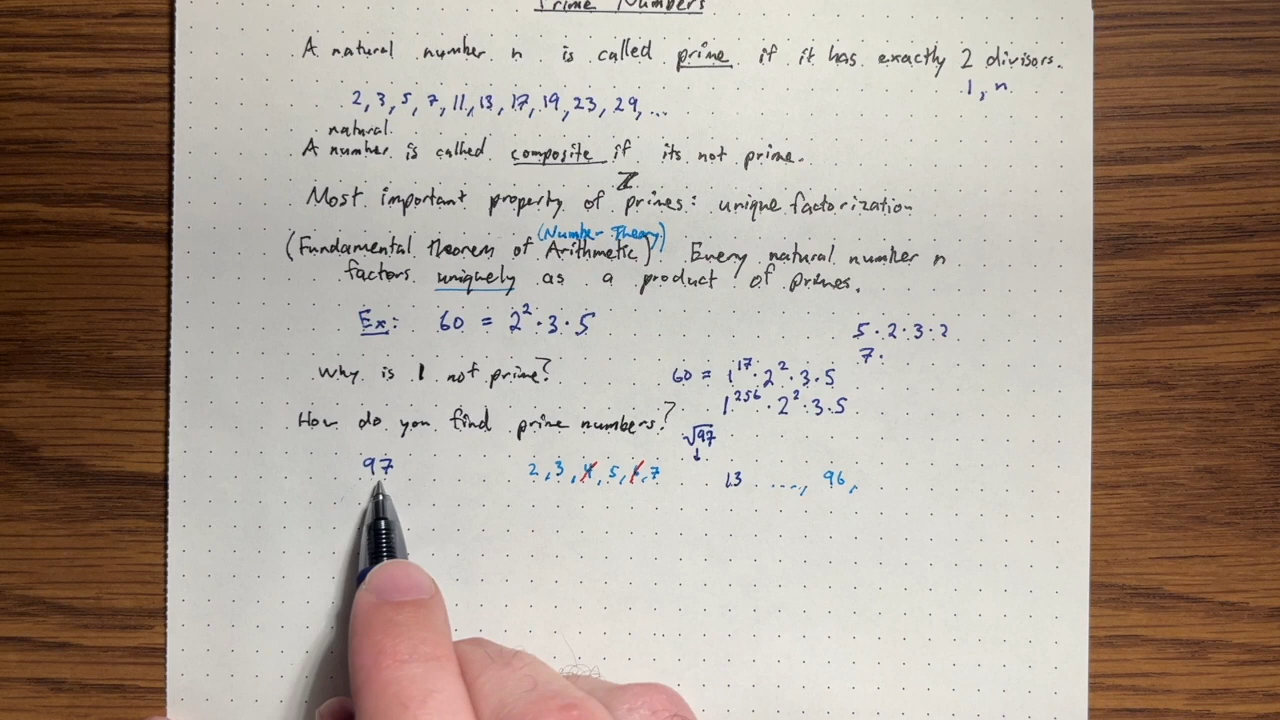 Prime Numbers
A natural number n is called prime if it has exactly 2 divisors.
1, n
2, 3, 5, 7, 11, 13, 17, 19, 23, 29, ...
natural
A number is called composite if its not prime.
ℤ
Most important property of primes: unique factorization
(Number Theory)
(Fundamental theorem of Arithmetic) Every natural number n
factors uniquely as a product of primes.
Ex: 60 = 2²·3·5
5·2·3·2
7·
Why is 1 not prime?
60 = 1¹⁷·2²·3·5
1²⁵⁶·2²·3·5
How do you find prime numbers?
√97
↓
97
2, 3, 4, 5, 6, 7 13 ...., 96,